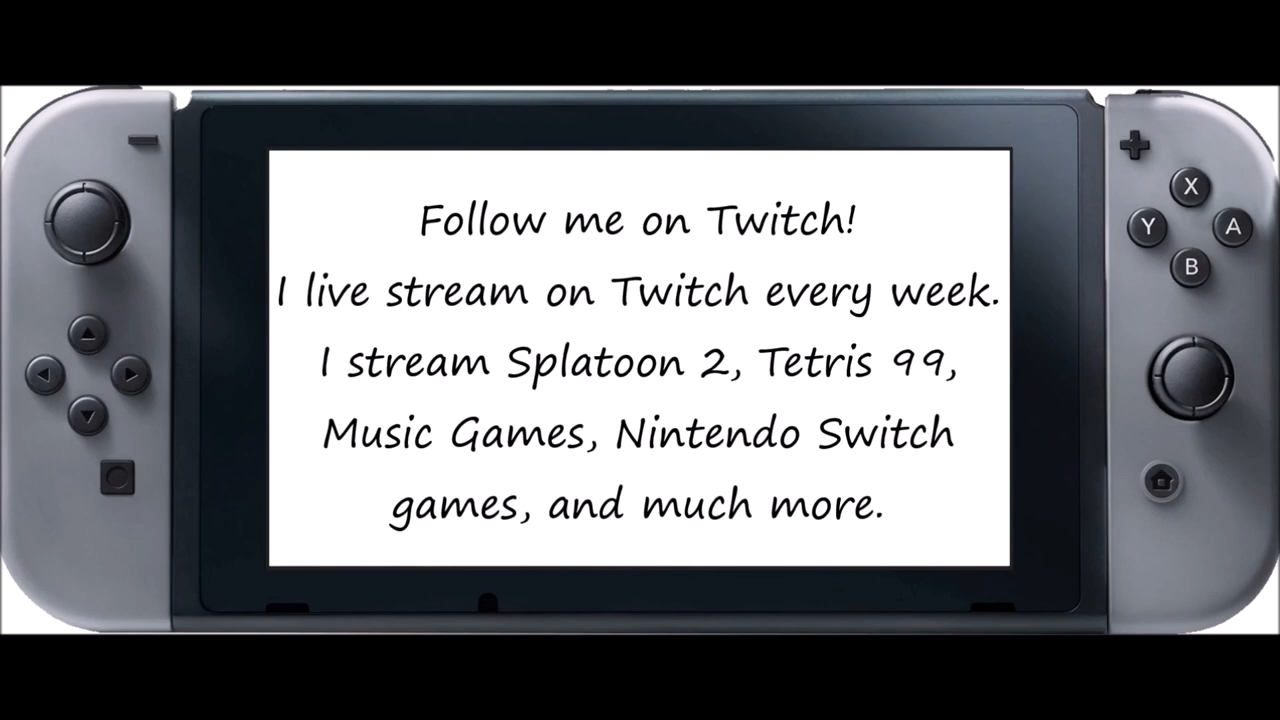 Follow me on Twitch!
I live stream on Twitch every week.
I stream Splatoon 2, Tetris 99,
Music Games, Nintendo Switch
games, and much more.
X
Y
A
B